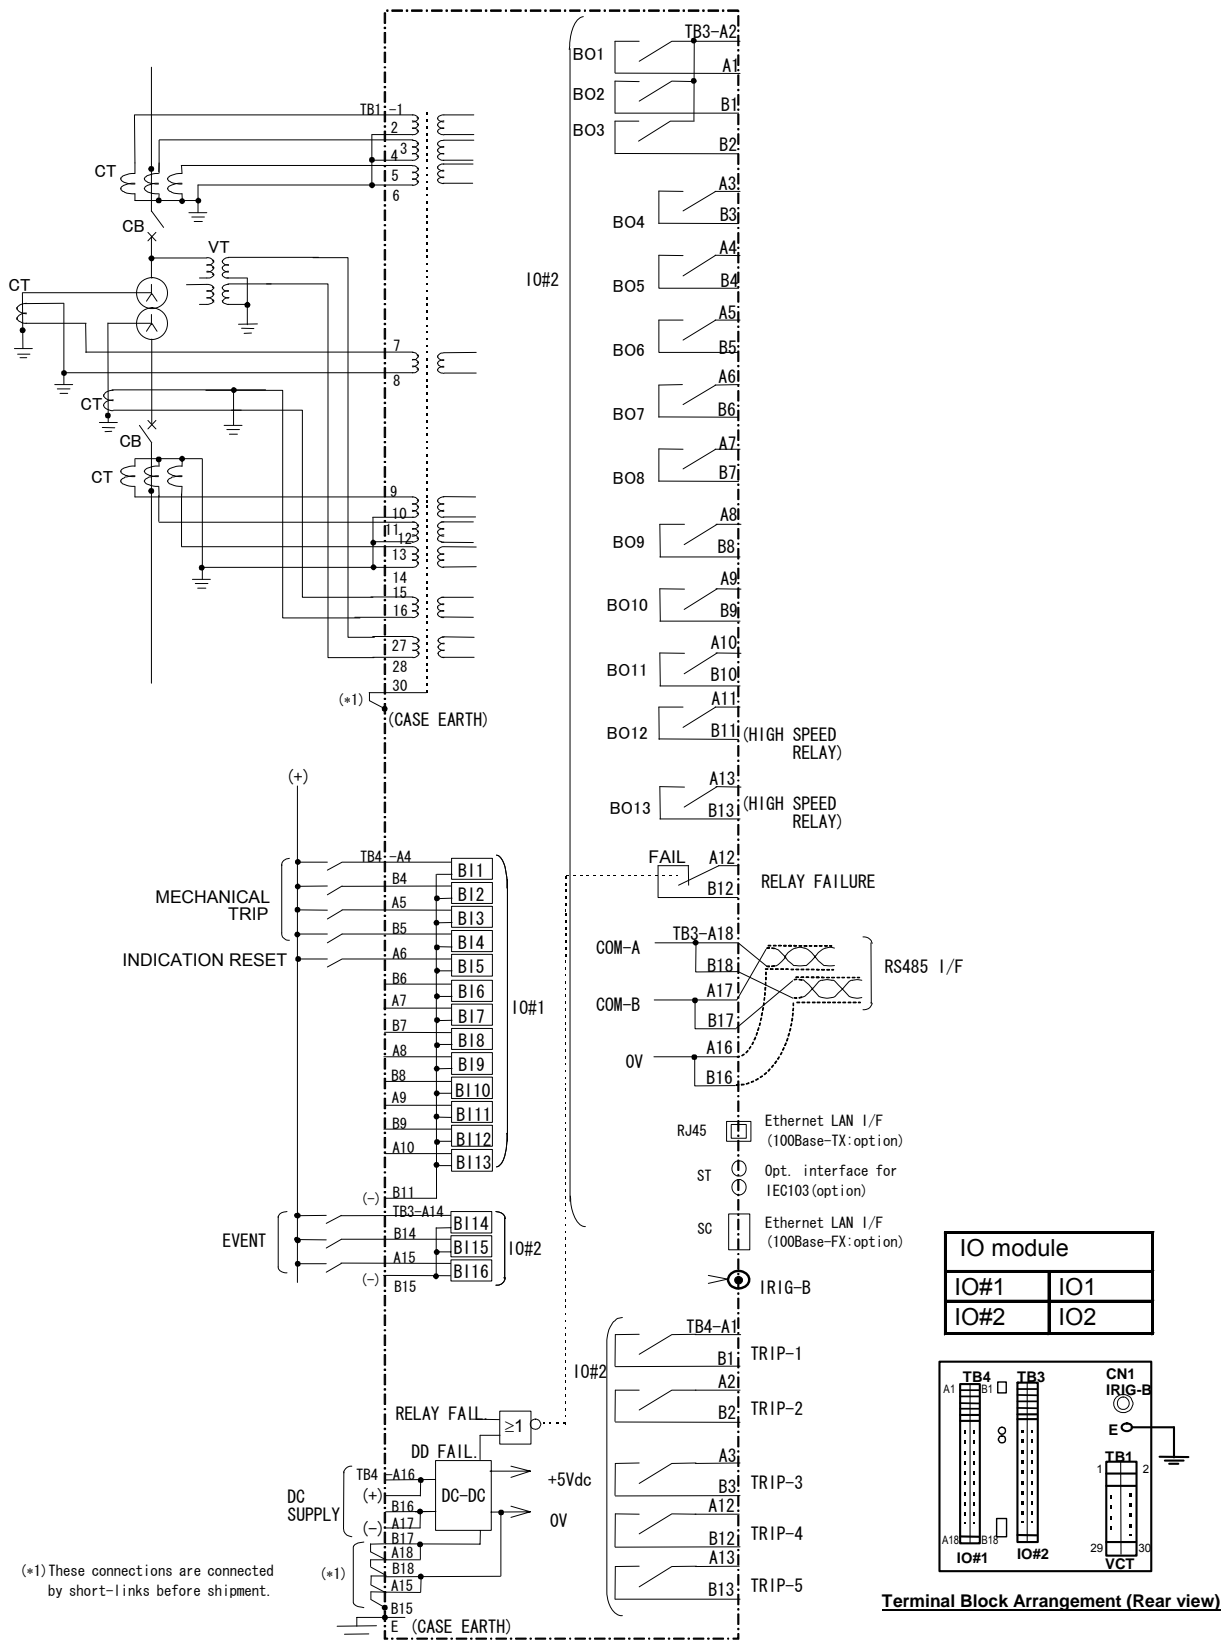 TB3-A2
BO1
A1
BO2
B1
BO3
B2
A3
BO4
B3
A4
BO5
B4
A5
BO6
B5
A6
BO7
B6
A7
BO8
B7
A8
BO9
B8
A9
BO10
B9
A10
BO11
B10
A11
BO12
B11
(HIGH SPEED
RELAY)
A13
BO13
B13
(HIGH SPEED
RELAY)
FAIL
A12
B12
RELAY FAILURE
IO#2
TB3-A18
COM-A
B18
A17
COM-B
B17
A16
0V
B16
RS485 I/F
RJ45
Ethernet LAN I/F
(100Base-TX:option)
ST
Opt. interface for
IEC103(option)
SC
Ethernet LAN I/F
(100Base-FX:option)
IRIG-B
TB1 -1
2
3
4
5
6
CT
CB
VT
CT
7
8
CT
CB
CT
9
10
11
12
13
14
15
16
27
28
30
(*1)
(CASE EARTH)
(+)
MECHANICAL
TRIP
INDICATION RESET
TB4 -A4
BI1
B4
BI2
A5
BI3
B5
BI4
A6
BI5
B6
BI6
A7
BI7
B7
BI8
A8
BI9
B8
BI10
A9
BI11
B9
BI12
A10
BI13
IO#1
(-)
B11
EVENT
TB3-A14
BI14
B14
BI15
A15
BI16
IO#2
(-)
B15
IO#2
TB4-A1
B1
TRIP-1
A2
B2
TRIP-2
A3
B3
TRIP-3
A12
B12
TRIP-4
A13
B13
TRIP-5
RELAY FAIL.
≥1
DD FAIL.
DC
SUPPLY
TB4 -A16
(+)
B16
(-)
A17
DC-DC
+5Vdc
0V
B17
A18
B18
(*1)
A15
B15
E (CASE EARTH)
(*1)These connections are connected
by short-links before shipment.
IO module
IO#1 IO1
IO#2 IO2
TB4
TB3
CN1
IRIG-B
A1
B1
E
TB1
1
2
A18
B18
IO#1
IO#2
29
30
VCT
Terminal Block Arrangement (Rear view)